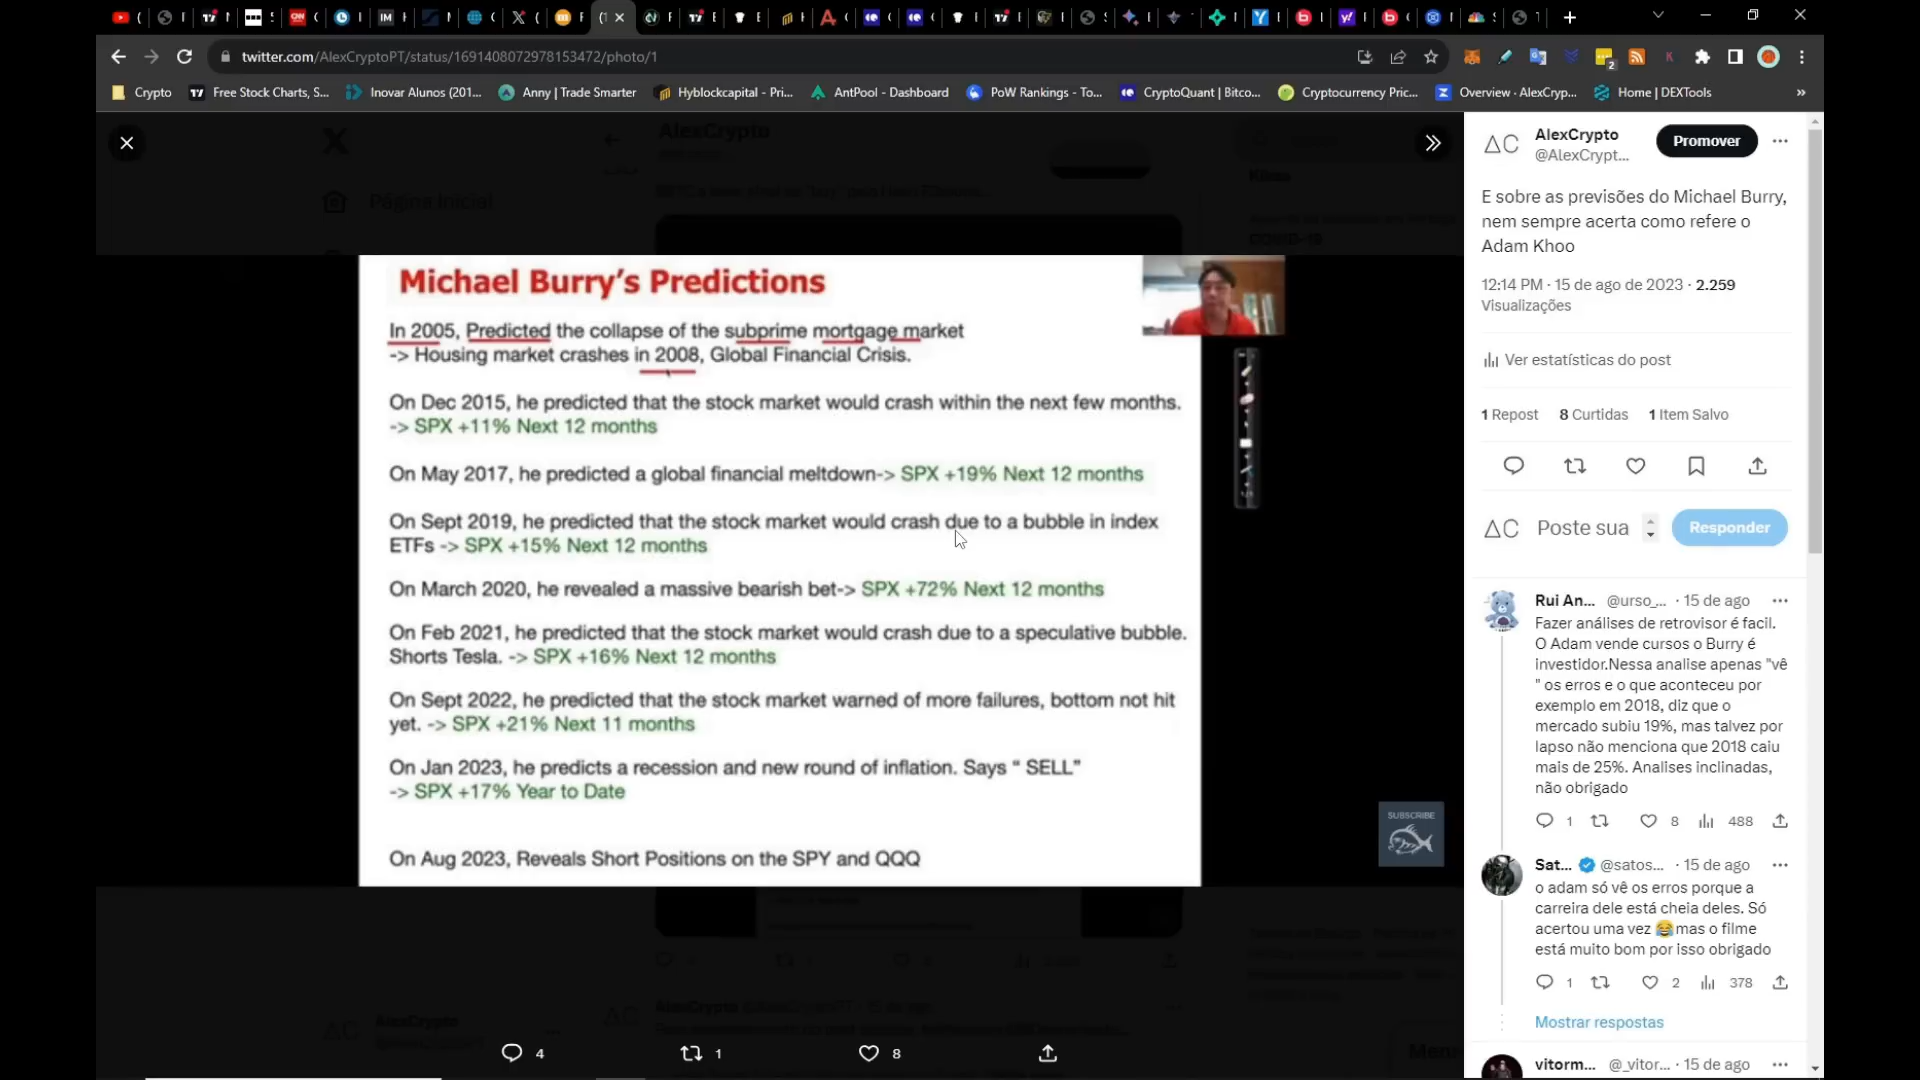 twitter.com/AlexCryptoPT/status/1691408072978153472/photo/1
2
Crypto
Free Stock Charts, S...
Inovar Alunos (201...
Anny | Trade Smarter
Hyblockcapital - Pri...
AntPool - Dashboard
PoW Rankings - To...
CryptoQuant | Bitco...
Cryptocurrency Pric...
Overview · AlexCryp...
Home | DEXTools
»
AlexCrypto
Página Inicial
Michael Burry's Predictions
In 2005, Predicted the collapse of the subprime mortgage market
-> Housing market crashes in 2008, Global Financial Crisis.
On Dec 2015, he predicted that the stock market would crash within the next few months.
-> SPX +11% Next 12 months
On May 2017, he predicted a global financial meltdown-> SPX +19% Next 12 months
On Sept 2019, he predicted that the stock market would crash due to a bubble in index
ETFs -> SPX +15% Next 12 months
On March 2020, he revealed a massive bearish bet-> SPX +72% Next 12 months
On Feb 2021, he predicted that the stock market would crash due to a speculative bubble.
Shorts Tesla. -> SPX +16% Next 12 months
On Sept 2022, he predicted that the stock market warned of more failures, bottom not hit
yet. -> SPX +21% Next 11 months
On Jan 2023, he predicts a recession and new round of inflation. Says “ SELL”
-> SPX +17% Year to Date
On Aug 2023, Reveals Short Positions on the SPY and QQQ
SUBSCRIBE
4
1
8
AlexCrypto
@AlexCrypt...
Promover
E sobre as previsões do Michael Burry,
nem sempre acerta como refere o
Adam Khoo
12:14 PM · 15 de ago de 2023 · 2.259
Visualizações
Ver estatísticas do post
1 Repost 8 Curtidas 1 Item Salvo
Poste sua
Responder
Rui An... @urso_... · 15 de ago
Fazer análises de retrovisor é facil.
O Adam vende cursos o Burry é
investidor.Nessa analise apenas "vê
" os erros e o que aconteceu por
exemplo em 2018, diz que o
mercado subiu 19%, mas talvez por
lapso não menciona que 2018 caiu
mais de 25%. Analises inclinadas,
não obrigado
1 8 488
Sat... @satos... · 15 de ago
o adam só vê os erros porque a
carreira dele está cheia deles. Só
acertou uma vez 😂 mas o filme
está muito bom por isso obrigado
1 2 378
Mostrar respostas
vitorm... @_vitor... · 15 de ago